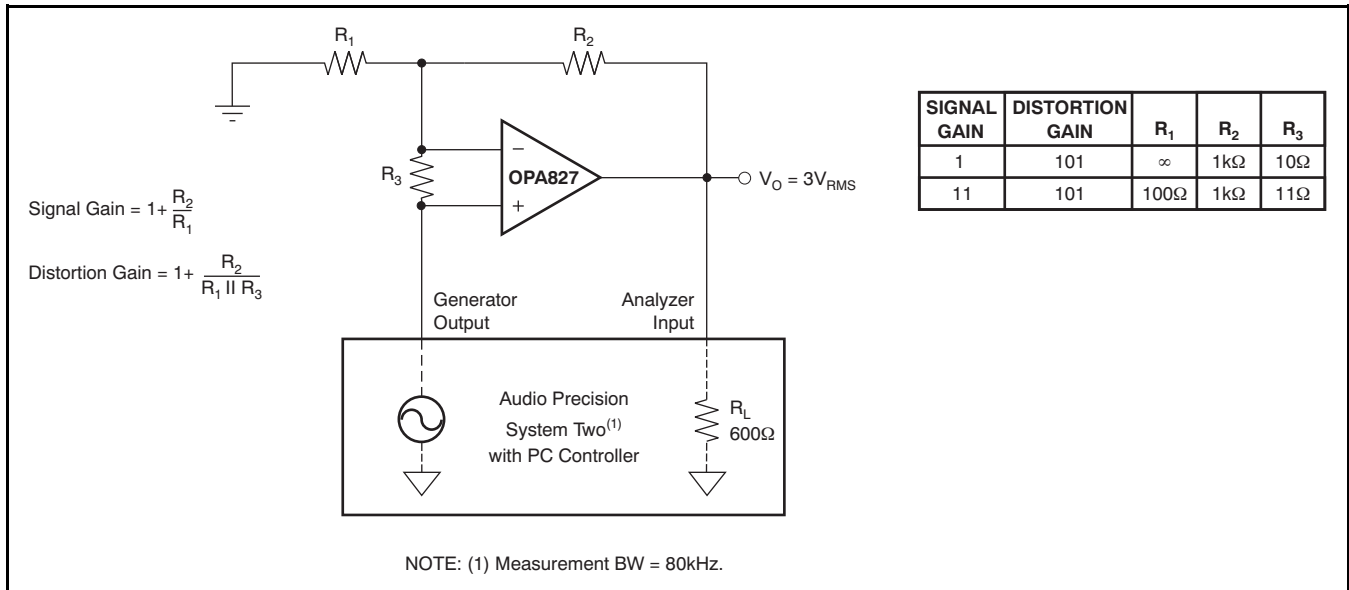 R1
R2
R3
OPA827
−
+
VO = 3VRMS
Signal Gain = 1+ R2/R1
Distortion Gain = 1+ R2/(R1 II R3)
Generator
Output
Analyzer
Input
Audio Precision
System Two(1)
with PC Controller
RL
600Ω
SIGNAL GAIN | DISTORTION GAIN | R1 | R2 | R3
1 | 101 | ∞ | 1kΩ | 10Ω
11 | 101 | 100Ω | 1kΩ | 11Ω
NOTE: (1) Measurement BW = 80kHz.